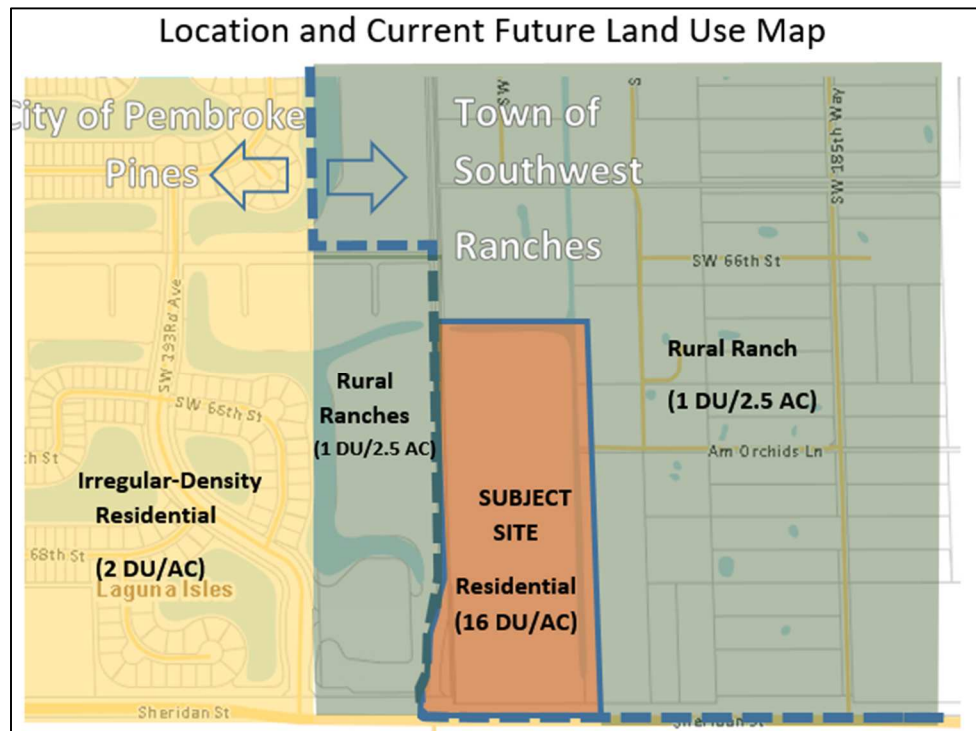 Location and Current Future Land Use Map
City of Pembroke
Pines
Town of
Southwest
Ranches
SW
S
SW 185th Way
SW 66th St
SW 193Rd Ave
Rural
Ranches
(1 DU/2.5 AC)
Rural Ranch
(1 DU/2.5 AC)
SW 65th St
Am Orchids Ln
th St
Irregular-Density
Residential
(2 DU/AC)
68th St
Laguna Isles
SUBJECT
SITE
Residential
(16 DU/AC)
Sheridan St
Sheridan St